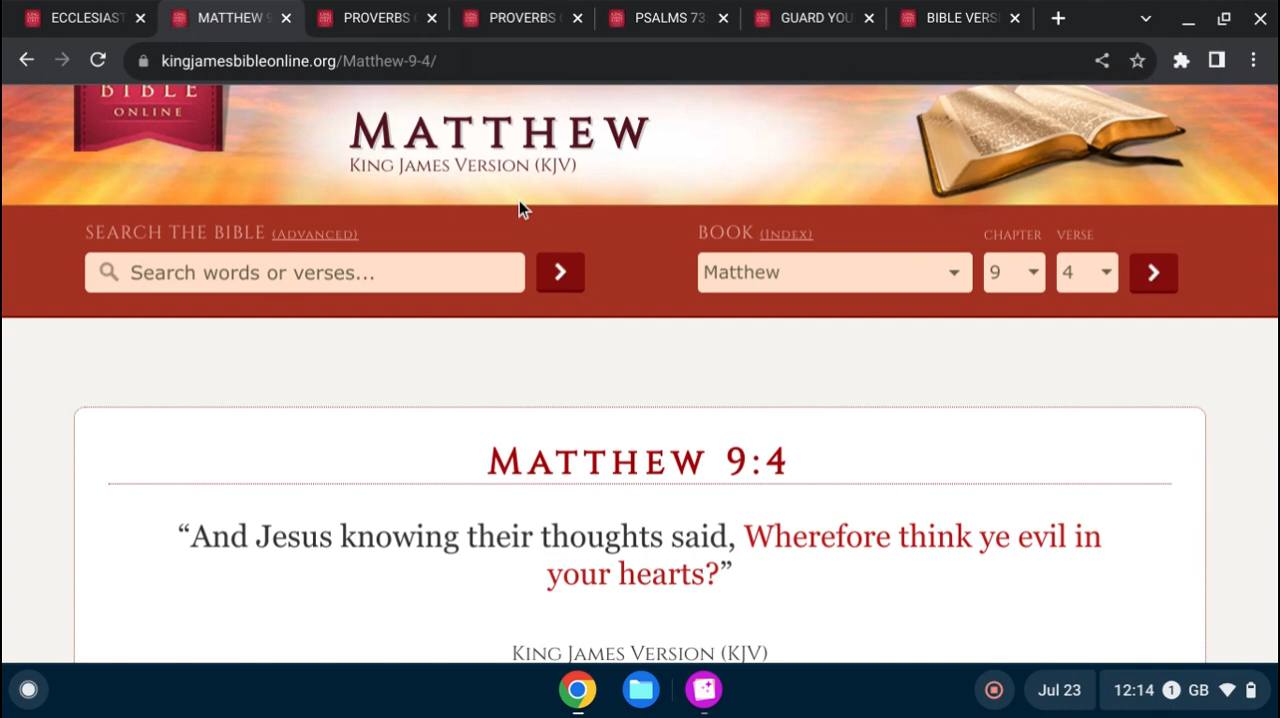 ECCLESIAST
MATTHEW 9
PROVERBS
PROVERBS
PSALMS 73
GUARD YOU
BIBLE VERS
kingjamesbibleonline.org/Matthew-9-4/
BIBLE
ONLINE
MATTHEW
KING JAMES VERSION (KJV)
SEARCH THE BIBLE (ADVANCED)
Search words or verses...
BOOK (INDEX)
CHAPTER
VERSE
Matthew
9
4
MATTHEW 9:4
“And Jesus knowing their thoughts said, Wherefore think ye evil in
your hearts?”
KING JAMES VERSION (KJV)
Jul 23
12:14
1
GB